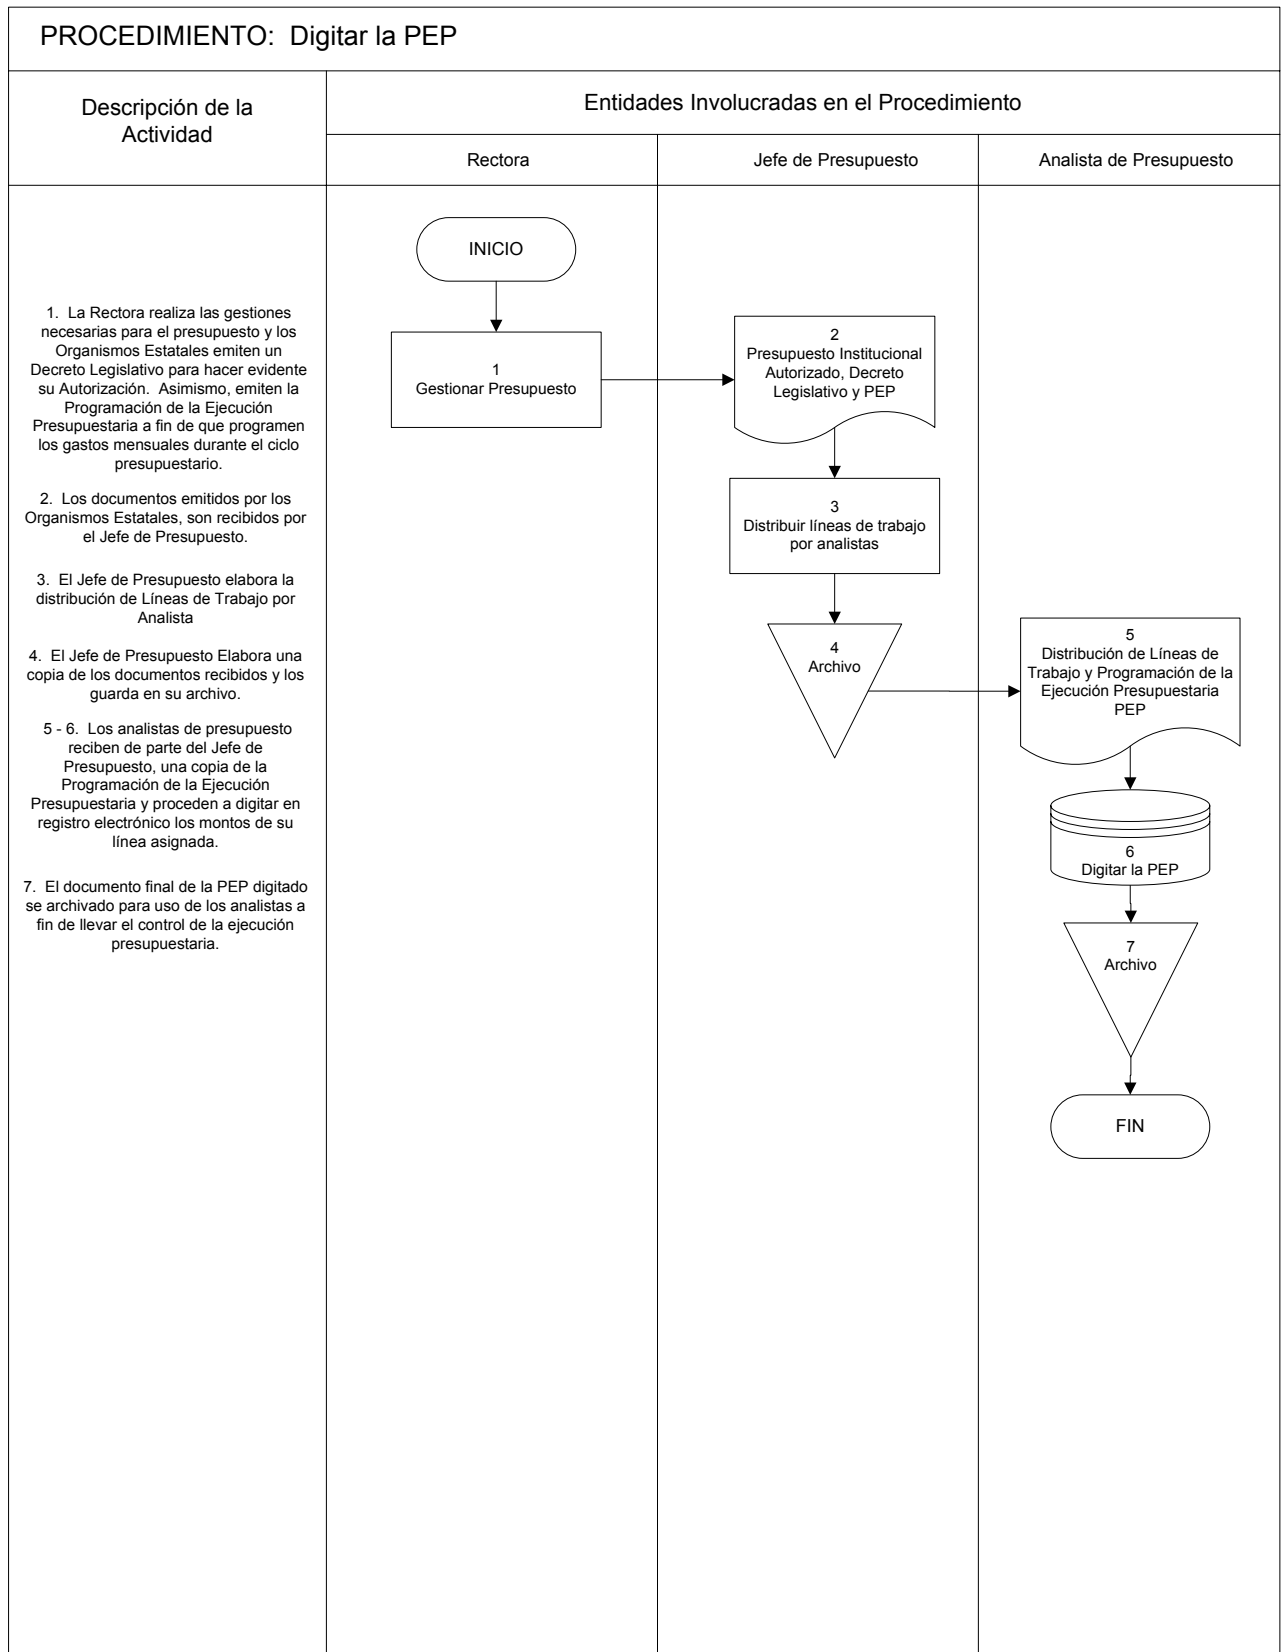 PROCEDIMIENTO: Digitar la PEP
Descripción de la
Actividad
Entidades Involucradas en el Procedimiento
Rectora
Jefe de Presupuesto
Analista de Presupuesto
1. La Rectora realiza las gestiones
necesarias para el presupuesto y los
Organismos Estatales emiten un
Decreto Legislativo para hacer evidente
su Autorización. Asimismo, emiten la
Programación de la Ejecución
Presupuestaria a fin de que programen
los gastos mensuales durante el ciclo
presupuestario.
2. Los documentos emitidos por los
Organismos Estatales, son recibidos por
el Jefe de Presupuesto.
3. El Jefe de Presupuesto elabora la
distribución de Líneas de Trabajo por
Analista
4. El Jefe de Presupuesto Elabora una
copia de los documentos recibidos y los
guarda en su archivo.
5 - 6. Los analistas de presupuesto
reciben de parte del Jefe de
Presupuesto, una copia de la
Programación de la Ejecución
Presupuestaria y proceden a digitar en
registro electrónico los montos de su
línea asignada.
7. El documento final de la PEP digitado
se archivado para uso de los analistas a
fin de llevar el control de la ejecución
presupuestaria.
INICIO
1
Gestionar Presupuesto
2
Presupuesto Institucional
Autorizado, Decreto
Legislativo y PEP
3
Distribuir líneas de trabajo
por analistas
4
Archivo
5
Distribución de Líneas de
Trabajo y Programación de la
Ejecución Presupuestaria
PEP
6
Digitar la PEP
7
Archivo
FIN